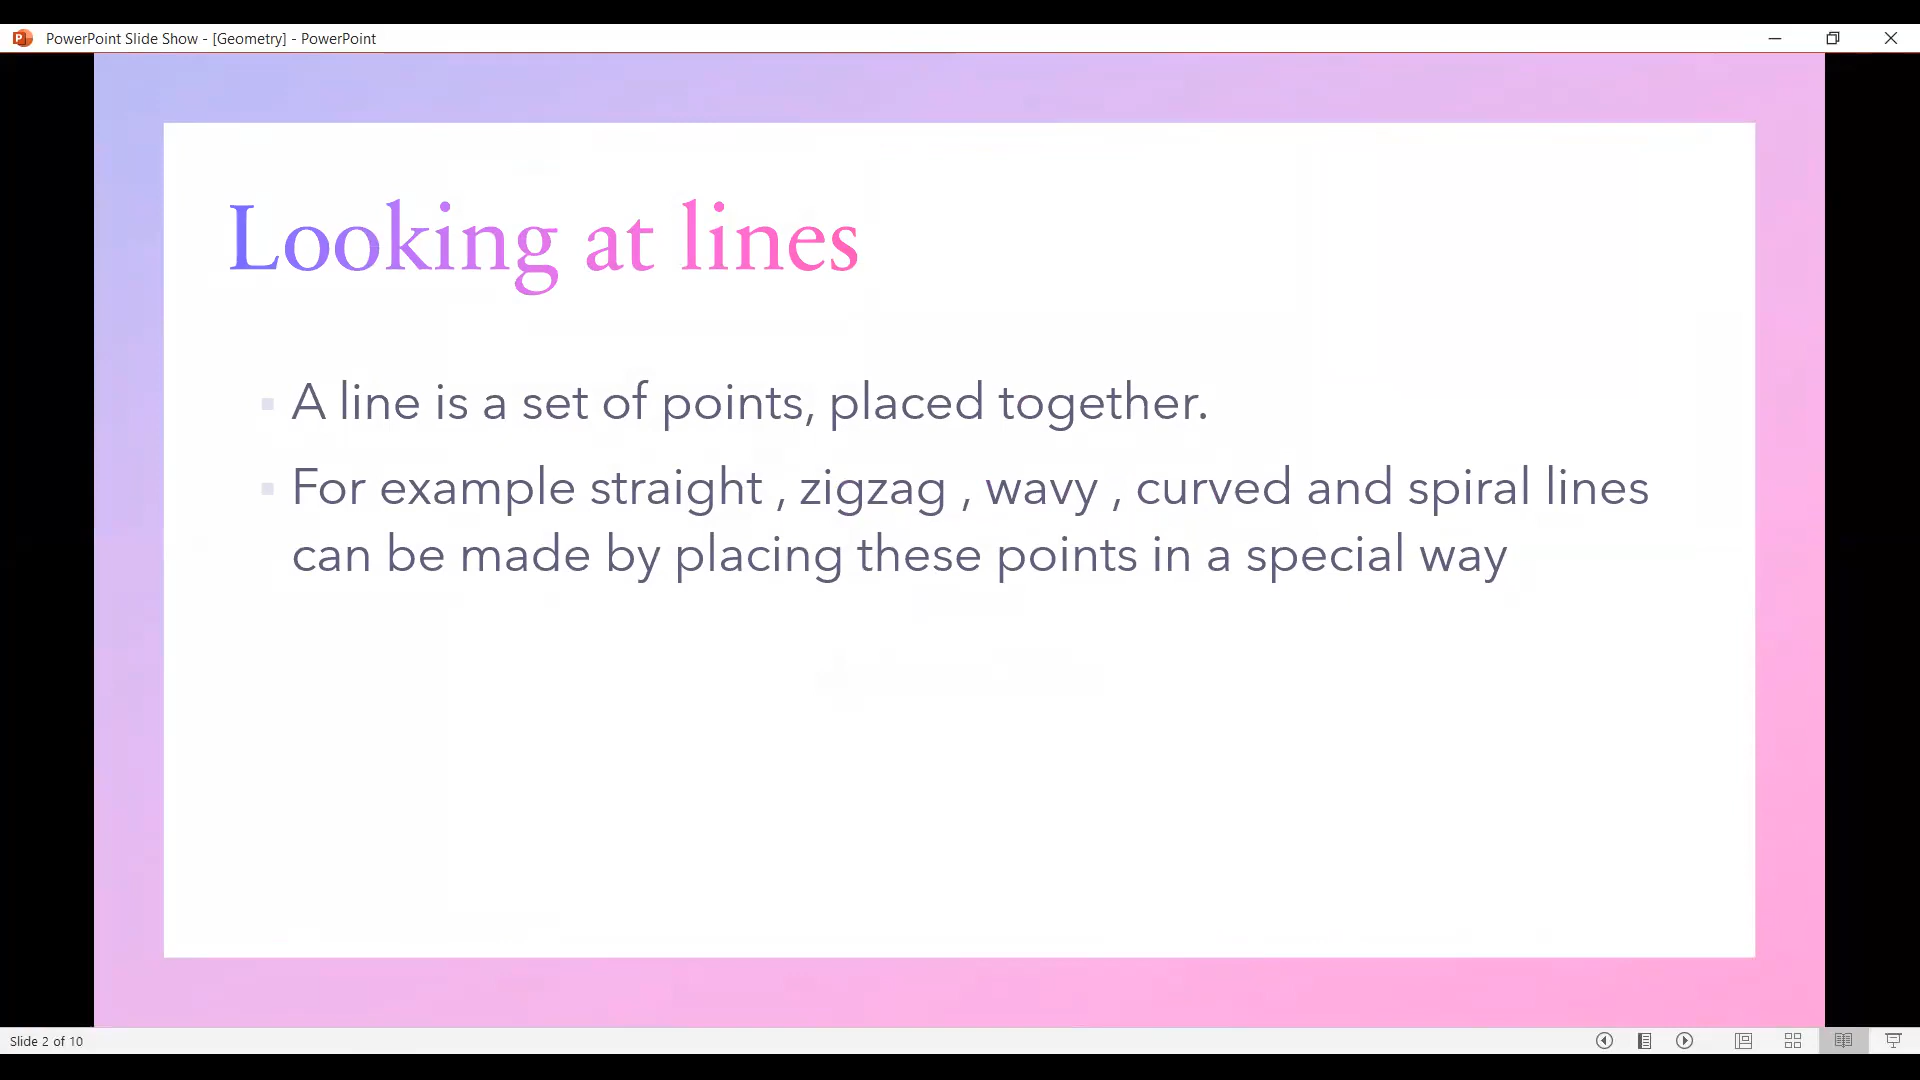 PowerPoint Slide Show - [Geometry] - PowerPoint
Looking at lines
A line is a set of points, placed together.
For example straight , zigzag , wavy , curved and spiral lines
can be made by placing these points in a special way
Slide 2 of 10